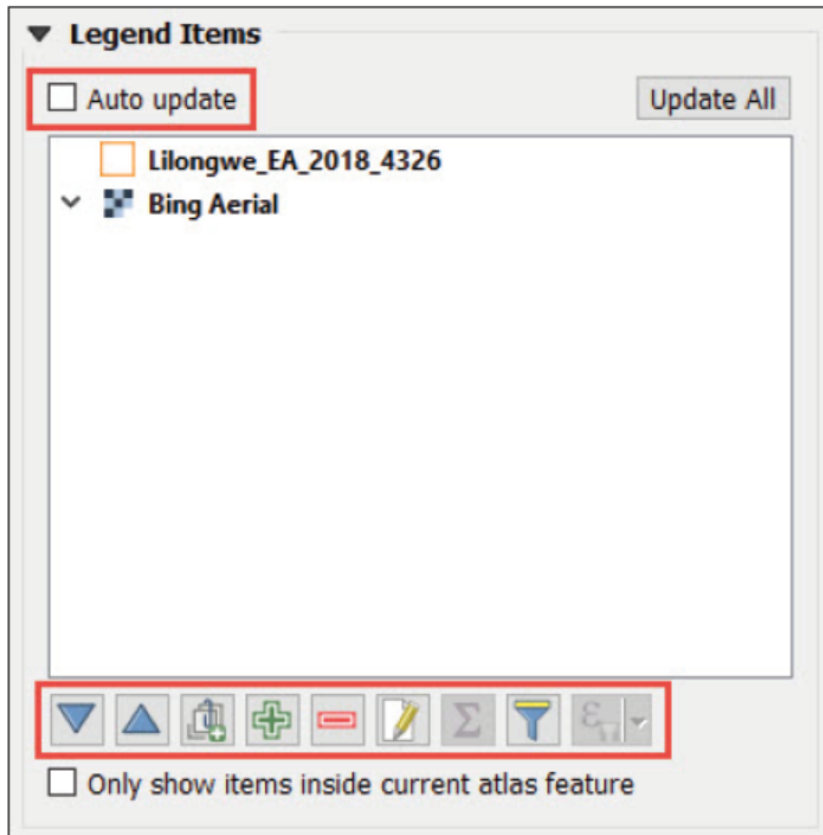 Legend Items
Auto update
Update All
Lilongwe_EA_2018_4326
Bing Aerial
Σ
ε
Only show items inside current atlas feature